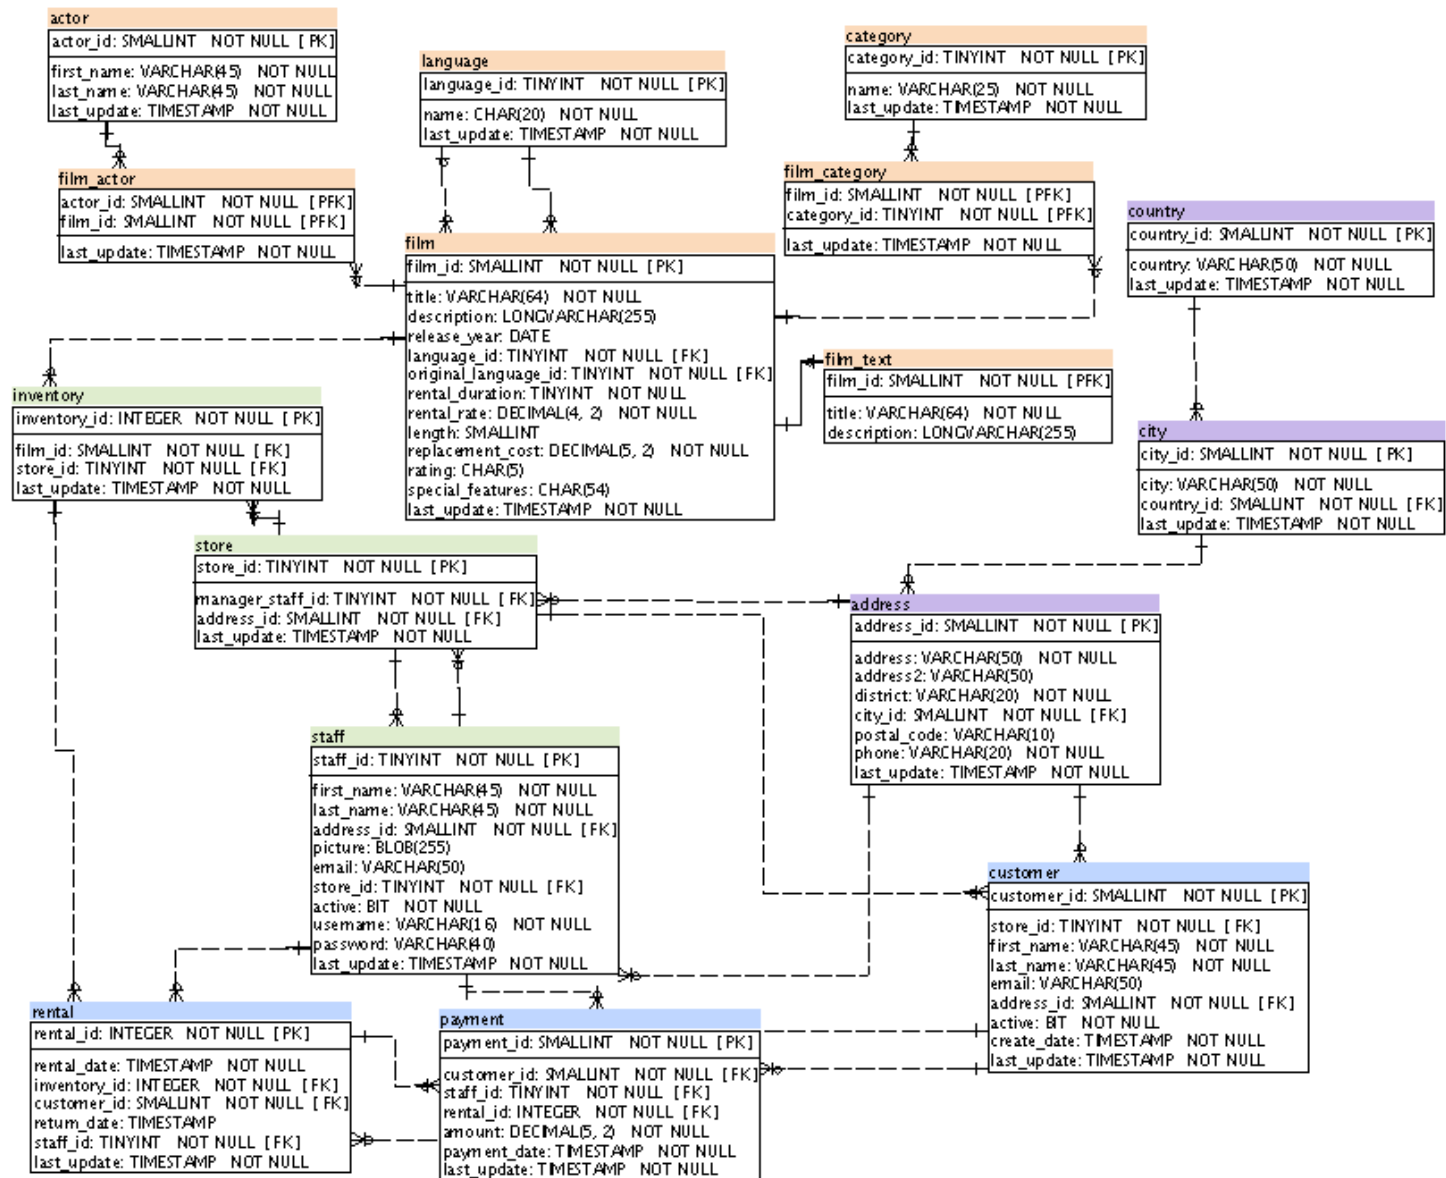 actor
actor_id: SMALLINT NOT NULL [ PK]
first_name: VARCHAR(45) NOT NULL
last_name: VARCHAR(45) NOT NULL
last_update: TIMESTAMP NOT NULL
language
language_id: TINYINT NOT NULL [ PK]
name: CHAR(20) NOT NULL
last_update: TIMESTAMP NOT NULL
category
category_id: TINYINT NOT NULL [ PK]
name: VARCHAR(25) NOT NULL
last_update: TIMESTAMP NOT NULL
film_actor
actor_id: SMALLINT NOT NULL [ PFK]
film_id: SMALLINT NOT NULL [ PFK]
last_update: TIMESTAMP NOT NULL
film_category
film_id: SMALLINT NOT NULL [ PFK]
category_id: TINYINT NOT NULL [ PFK]
last_update: TIMESTAMP NOT NULL
country
country_id: SMALLINT NOT NULL [ PK]
country: VARCHAR(50) NOT NULL
last_update: TIMESTAMP NOT NULL
film
film_id: SMALLINT NOT NULL [ PK]
title: VARCHAR(64) NOT NULL
description: LONGVARCHAR(255)
release_year: DATE
language_id: TINYINT NOT NULL [ FK]
original_language_id: TINYINT NOT NULL [ FK]
rental_duration: TINYINT NOT NULL
rental_rate: DECIMAL(4, 2) NOT NULL
length: SMALLINT
replacement_cost: DECIMAL(5, 2) NOT NULL
rating: CHAR(5)
special_features: CHAR(54)
last_update: TIMESTAMP NOT NULL
film_text
film_id: SMALLINT NOT NULL [ PFK]
title: VARCHAR(64) NOT NULL
description: LONGVARCHAR(255)
inventory
inventory_id: INTEGER NOT NULL [ PK]
film_id: SMALLINT NOT NULL [ FK]
store_id: TINYINT NOT NULL [ FK]
last_update: TIMESTAMP NOT NULL
city
city_id: SMALLINT NOT NULL [ PK]
city: VARCHAR(50) NOT NULL
country_id: SMALLINT NOT NULL [ FK]
last_update: TIMESTAMP NOT NULL
store
store_id: TINYINT NOT NULL [ PK]
manager_staff_id: TINYINT NOT NULL [ FK]
address_id: SMALLINT NOT NULL [ FK]
last_update: TIMESTAMP NOT NULL
address
address_id: SMALLINT NOT NULL [ PK]
address: VARCHAR(50) NOT NULL
address2: VARCHAR(50)
district: VARCHAR(20) NOT NULL
city_id: SMALLINT NOT NULL [ FK]
postal_code: VARCHAR(10)
phone: VARCHAR(20) NOT NULL
last_update: TIMESTAMP NOT NULL
staff
staff_id: TINYINT NOT NULL [ PK]
first_name: VARCHAR(45) NOT NULL
last_name: VARCHAR(45) NOT NULL
address_id: SMALLINT NOT NULL [ FK]
picture: BLOB(255)
email: VARCHAR(50)
store_id: TINYINT NOT NULL [ FK]
active: BIT NOT NULL
username: VARCHAR(16) NOT NULL
password: VARCHAR(40)
last_update: TIMESTAMP NOT NULL
customer
customer_id: SMALLINT NOT NULL [ PK]
store_id: TINYINT NOT NULL [ FK]
first_name: VARCHAR(45) NOT NULL
last_name: VARCHAR(45) NOT NULL
email: VARCHAR(50)
address_id: SMALLINT NOT NULL [ FK]
active: BIT NOT NULL
create_date: TIMESTAMP NOT NULL
last_update: TIMESTAMP NOT NULL
rental
rental_id: INTEGER NOT NULL [ PK]
rental_date: TIMESTAMP NOT NULL
inventory_id: INTEGER NOT NULL [ FK]
customer_id: SMALLINT NOT NULL [ FK]
return_date: TIMESTAMP
staff_id: TINYINT NOT NULL [ FK]
last_update: TIMESTAMP NOT NULL
payment
payment_id: SMALLINT NOT NULL [ PK]
customer_id: SMALLINT NOT NULL [ FK]
staff_id: TINYINT NOT NULL [ FK]
rental_id: INTEGER NOT NULL [ FK]
amount: DECIMAL(5, 2) NOT NULL
payment_date: TIMESTAMP NOT NULL
last_update: TIMESTAMP NOT NULL